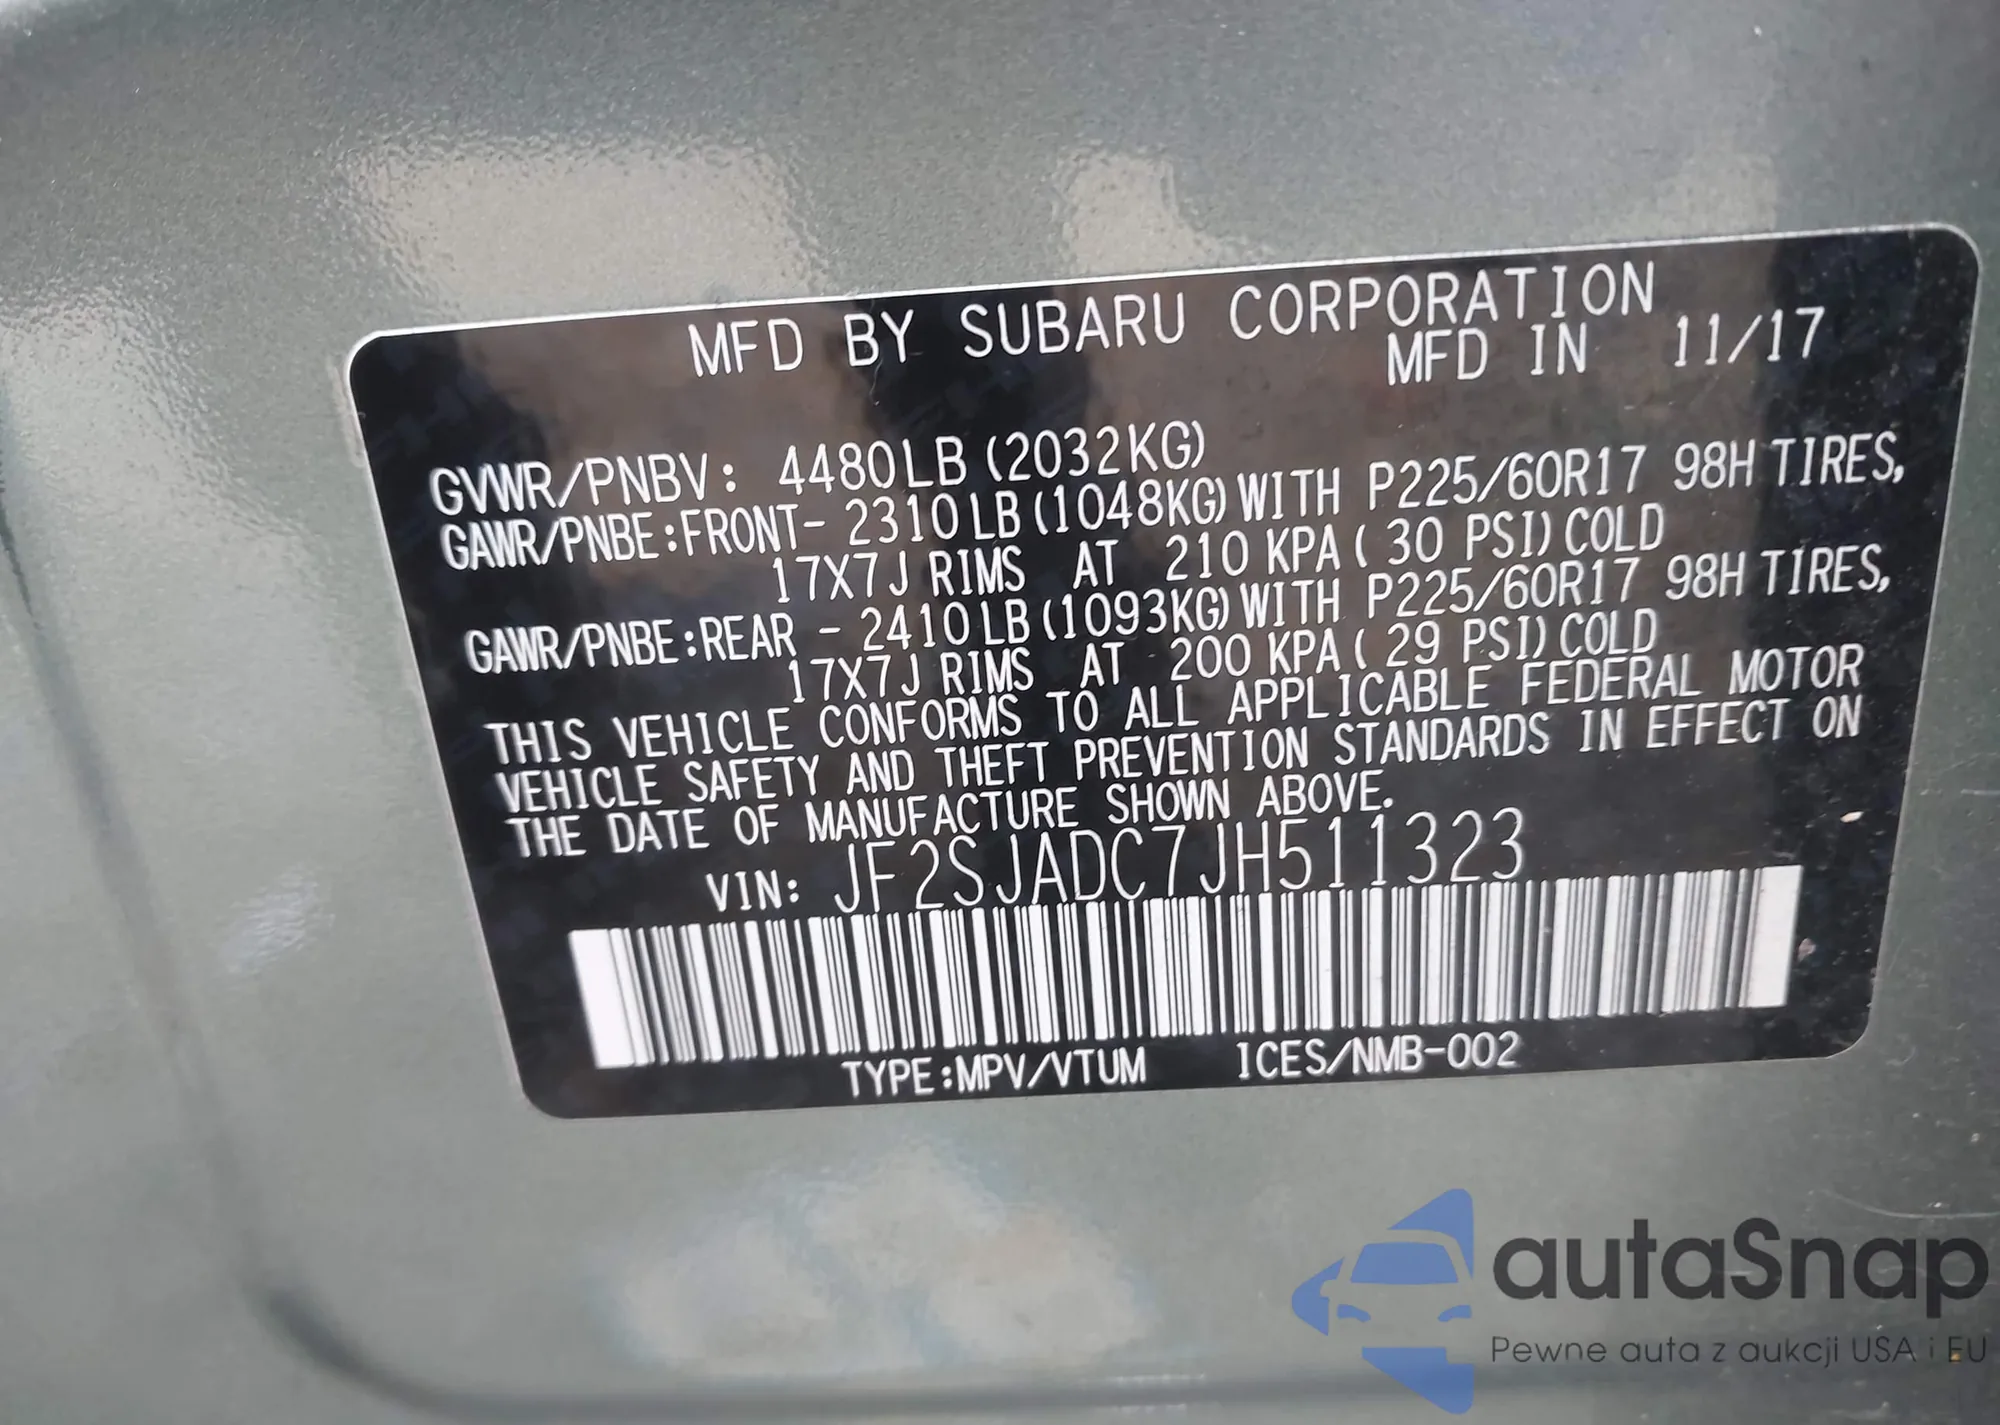 MFD BY SUBARU CORPORATION
MFD IN 11/17
GVWR/PNBV: 4480LB (2032KG)
GAWR/PNBE:FRONT- 2310LB (1048KG) WITH P225/60R17 98H TIRES,
17X7J RIMS AT 210 KPA ( 30 PSI) COLD
GAWR/PNBE:REAR - 2410LB (1093KG) WITH P225/60R17 98H TIRES,
17X7J RIMS AT 200 KPA ( 29 PSI) COLD
THIS VEHICLE CONFORMS TO ALL APPLICABLE FEDERAL MOTOR
VEHICLE SAFETY AND THEFT PREVENTION STANDARDS IN EFFECT ON
THE DATE OF MANUFACTURE SHOWN ABOVE.
VIN: JF2SJADC7JH511323
TYPE:MPV/VTUM ICES/NMB-002
autaSnap
Pewne auta z aukcji USA i EU